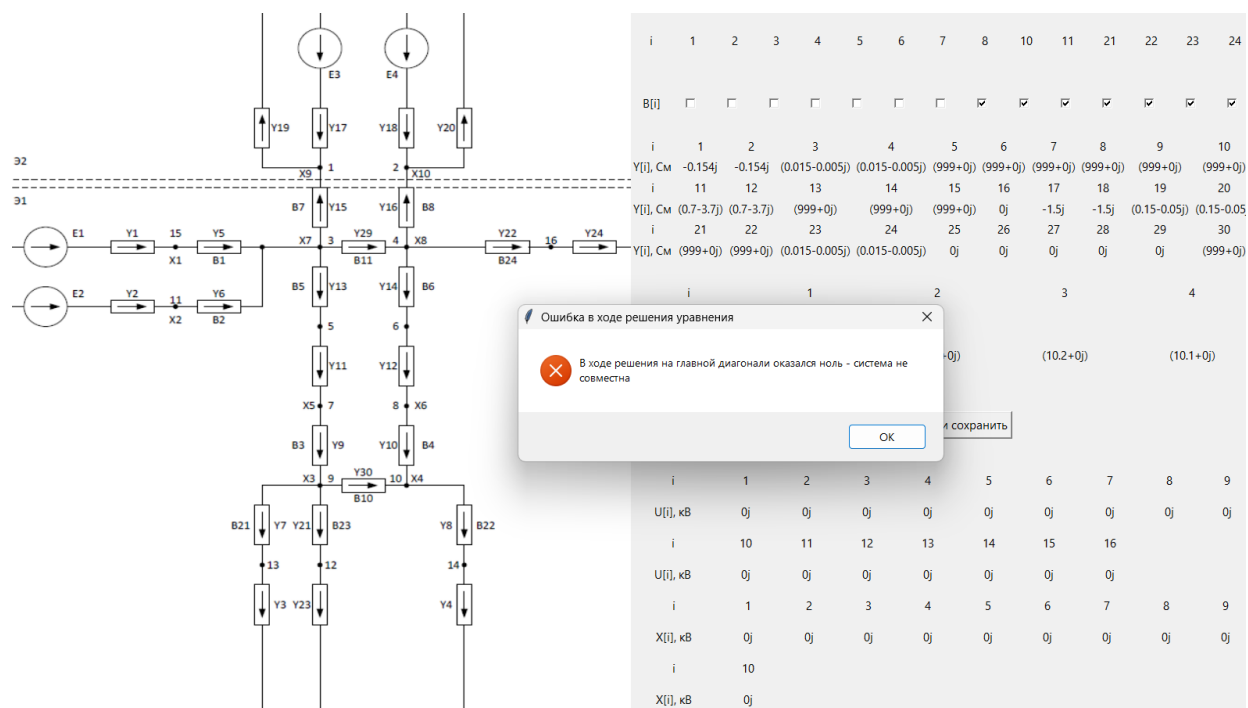 E3 E4
Y19 Y17 Y18 Y20
Э2
X9 1 2 X10
Э1
B7 Y15 Y16 B8
E1 Y1 15 Y5 X7 3 Y29 4 X8 Y22 16 Y24
X1 B1 B11 B24
E2 Y2 11 Y6 B5 Y13 Y14 B6
X2 B2
5 6
Y11 Y12
X5 7 8 X6
B3 Y9 Y10 B4
X3 9 Y30 10 X4
B10
B21 Y7 Y21 B23 Y8 B22
13 12 14
Y3 Y23 Y4
i 1 2 3 4 5 6 7 8 10 11 21 22 23 24
B[i]
i 1 2 3 4 5 6 7 8 9 10
Y[i], См -0.154j -0.154j (0.015-0.005j) (0.015-0.005j) (999+0j) (999+0j) (999+0j) (999+0j) (999+0j) (999+0j)
i 11 12 13 14 15 16 17 18 19 20
Y[i], См (0.7-3.7j) (0.7-3.7j) (999+0j) (999+0j) (999+0j) 0j -1.5j -1.5j (0.15-0.05j) (0.15-0.05
i 21 22 23 24 25 26 27 28 29 30
Y[i], См (999+0j) (999+0j) (0.015-0.005j) (0.015-0.005j) 0j 0j 0j 0j 0j (999+0j)
i 1 2 3 4
+0j) (10.2+0j) (10.1+0j)
Ошибка в ходе решения уравнения
В ходе решения на главной диагонали оказался ноль - система не
совместна
ОК
и сохранить
i 1 2 3 4 5 6 7 8 9
U[i], кВ 0j 0j 0j 0j 0j 0j 0j 0j 0j
i 10 11 12 13 14 15 16
U[i], кВ 0j 0j 0j 0j 0j 0j 0j
i 1 2 3 4 5 6 7 8 9
X[i], кВ 0j 0j 0j 0j 0j 0j 0j 0j 0j
i 10
X[i], кВ 0j